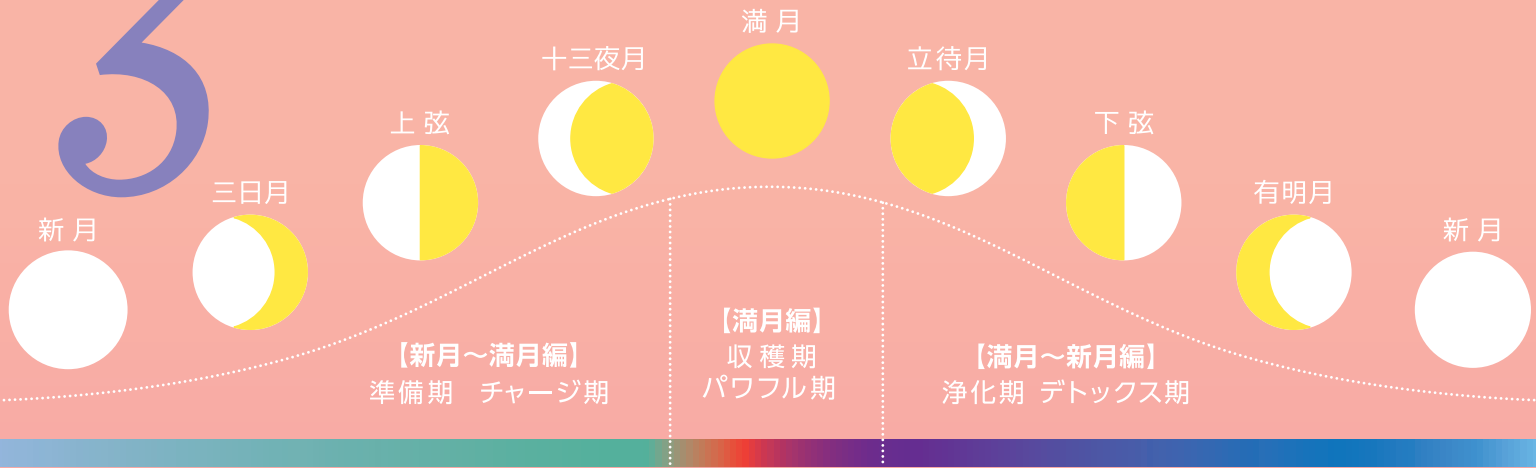 3
新月
三日月
上弦
十三夜月
満月
立待月
下弦
有明月
新月
【新月〜満月編】
準備期 チャージ期
【満月編】
収穫期
パワフル期
【満月〜新月編】
浄化期 デトックス期